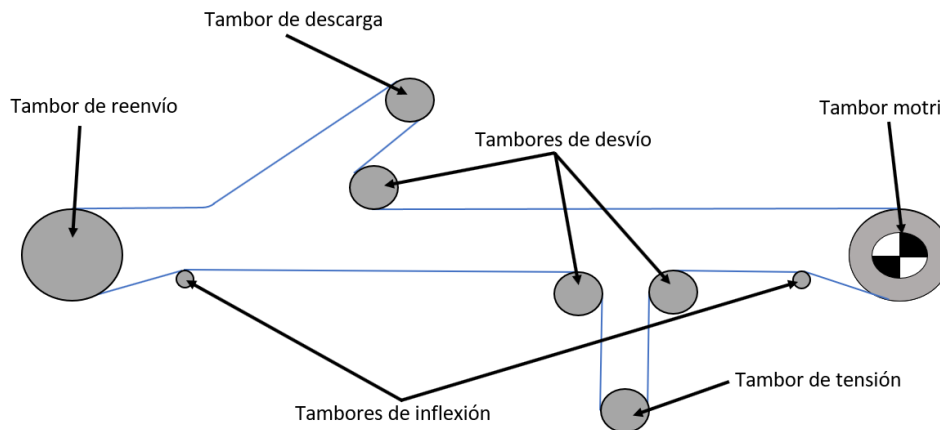 Tambor de descarga
Tambor de reenvío
Tambor motri
Tambores de desvío
Tambor de tensión
Tambores de inflexión